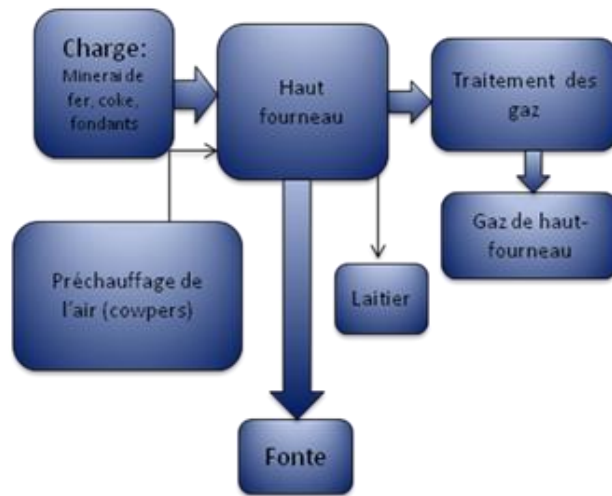 Charge:
Minerai de
fer, coke,
fondants
Haut
fourneau
Traitement des
gaz
Gaz de haut-
fourneau
Préchauffage de
l'air (cowpers)
Laitier
Fonte